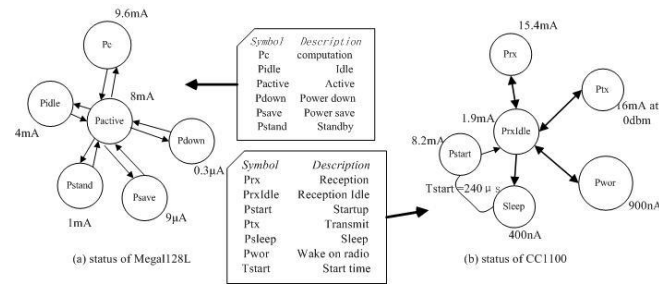 9.6mA
Pc
Pidle
4mA
8mA
Pactive
Pdown
0.3μA
Pstand
1mA
Psave
9μA
(a) status of Megal128L
Symbol Description
Pc computation
Pidle Idle
Pactive Active
Pdown Power down
Psave Power save
Pstand Standby
Symbol Description
Prx Reception
PrxIdle Reception Idle
Pstart Startup
Ptx Transmit
Psleep Sleep
Pwor Wake on radio
Tstart Start time
15.4mA
Prx
Ptx
16mA at
0dbm
1.9mA
PrxIdle
8.2mA
Pstart
Tstart=240μs
Sleep
400nA
Pwor
900nA
(b) status of CC1100